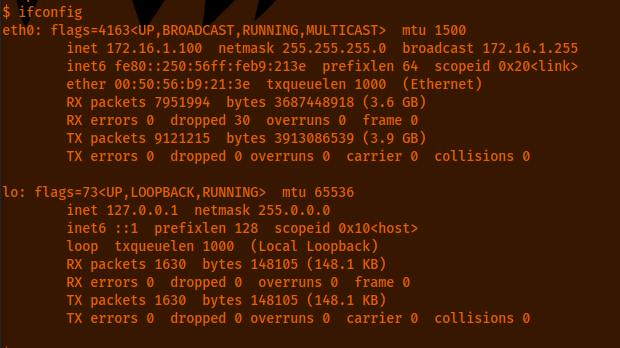 $ ifconfig
eth0: flags=4163<UP,BROADCAST,RUNNING,MULTICAST>  mtu 1500
        inet 172.16.1.100  netmask 255.255.255.0  broadcast 172.16.1.255
        inet6 fe80::250:56ff:feb9:213e  prefixlen 64  scopeid 0x20<link>
        ether 00:50:56:b9:21:3e  txqueuelen 1000  (Ethernet)
        RX packets 7951994  bytes 3687448918 (3.6 GB)
        RX errors 0  dropped 30  overruns 0  frame 0
        TX packets 9121215  bytes 3913086539 (3.9 GB)
        TX errors 0  dropped 0 overruns 0  carrier 0  collisions 0

lo: flags=73<UP,LOOPBACK,RUNNING>  mtu 65536
        inet 127.0.0.1  netmask 255.0.0.0
        inet6 ::1  prefixlen 128  scopeid 0x10<host>
        loop  txqueuelen 1000  (Local Loopback)
        RX packets 1630  bytes 148105 (148.1 KB)
        RX errors 0  dropped 0  overruns 0  frame 0
        TX packets 1630  bytes 148105 (148.1 KB)
        TX errors 0  dropped 0 overruns 0  carrier 0  collisions 0